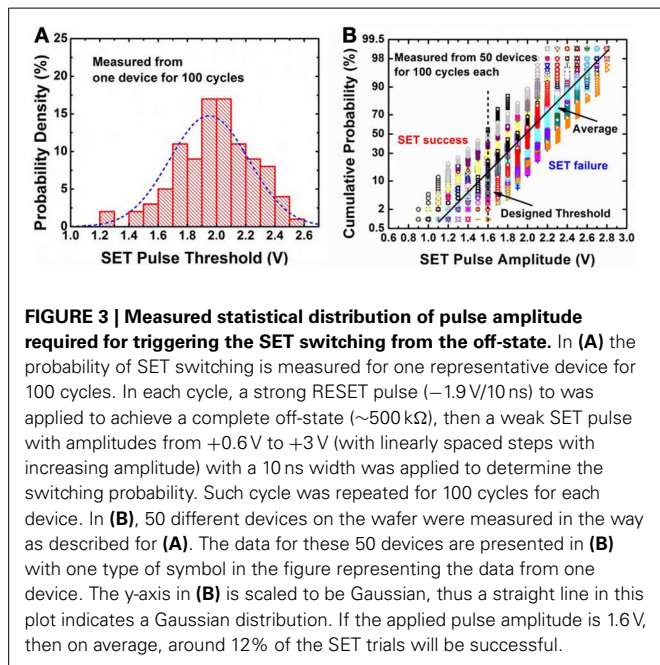 A
Measured from
one device for 100 cycles
Probability Density (%)
25
20
15
10
5
0
1.0 1.2 1.4 1.6 1.8 2.0 2.2 2.4 2.6
SET Pulse Threshold (V)
B
Measured from 50 devices
for 100 cycles each
Average
SET success
SET failure
Designed Threshold
Cumulative Probability (%)
99.5
98
90
70
50
30
10
2
0.5
0.6 0.8 1.0 1.2 1.4 1.6 1.8 2.0 2.2 2.4 2.6 2.8 3.0
SET Pulse Amplitude (V)
FIGURE 3 | Measured statistical distribution of pulse amplitude
required for triggering the SET switching from the off-state. In (A) the
probability of SET switching is measured for one representative device for
100 cycles. In each cycle, a strong RESET pulse (−1.9 V/10 ns) to was
applied to achieve a complete off-state (∼500 kΩ), then a weak SET pulse
with amplitudes from +0.6 V to +3 V (with linearly spaced steps with
increasing amplitude) with a 10 ns width was applied to determine the
switching probability. Such cycle was repeated for 100 cycles for each
device. In (B), 50 different devices on the wafer were measured in the way
as described for (A). The data for these 50 devices are presented in (B)
with one type of symbol in the figure representing the data from one
device. The y-axis in (B) is scaled to be Gaussian, thus a straight line in this
plot indicates a Gaussian distribution. If the applied pulse amplitude is 1.6 V,
then on average, around 12% of the SET trials will be successful.